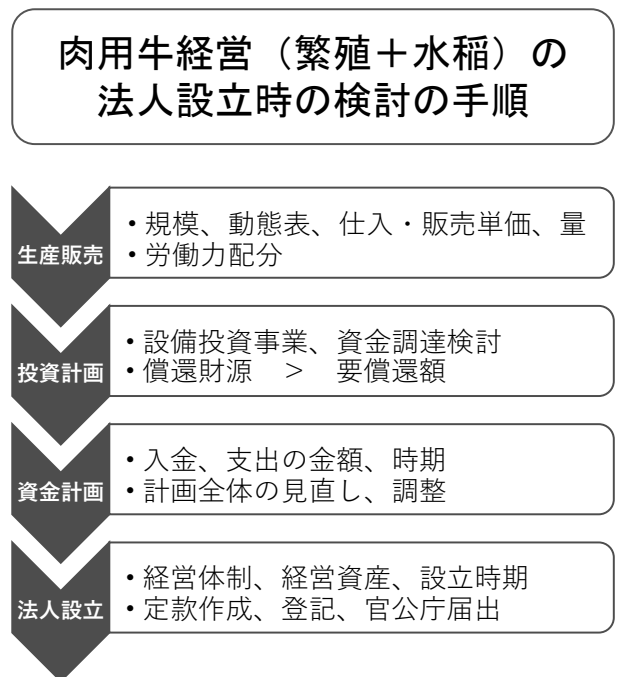 肉用牛経営（繁殖＋水稲）の
法人設立時の検討の手順
生産販売
・規模、動態表、仕入・販売単価、量
・労働力配分
投資計画
・設備投資事業、資金調達検討
・償還財源　＞　要償還額
資金計画
・入金、支出の金額、時期
・計画全体の見直し、調整
法人設立
・経営体制、経営資産、設立時期
・定款作成、登記、官公庁届出